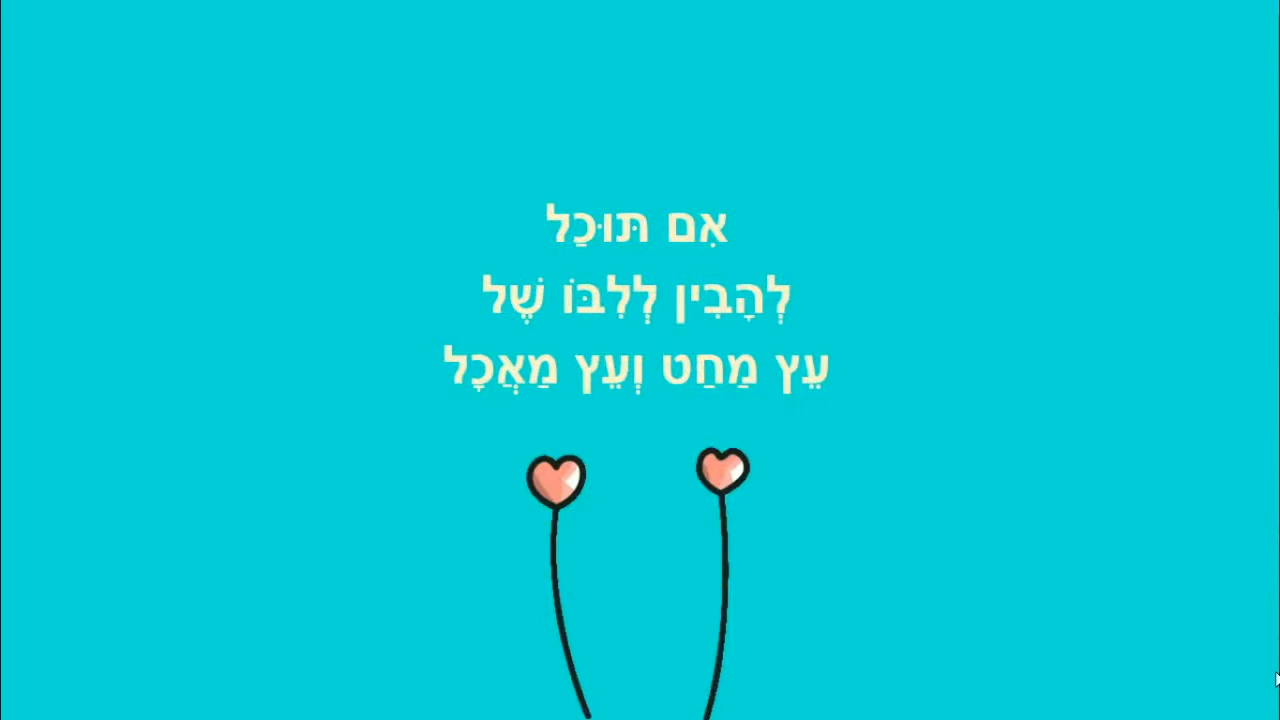 אִם תּוּכַל
לְהָבִין לְלִבּוֹ שֶׁל
עֵץ מַחַט וְעֵץ מַאֲכָל